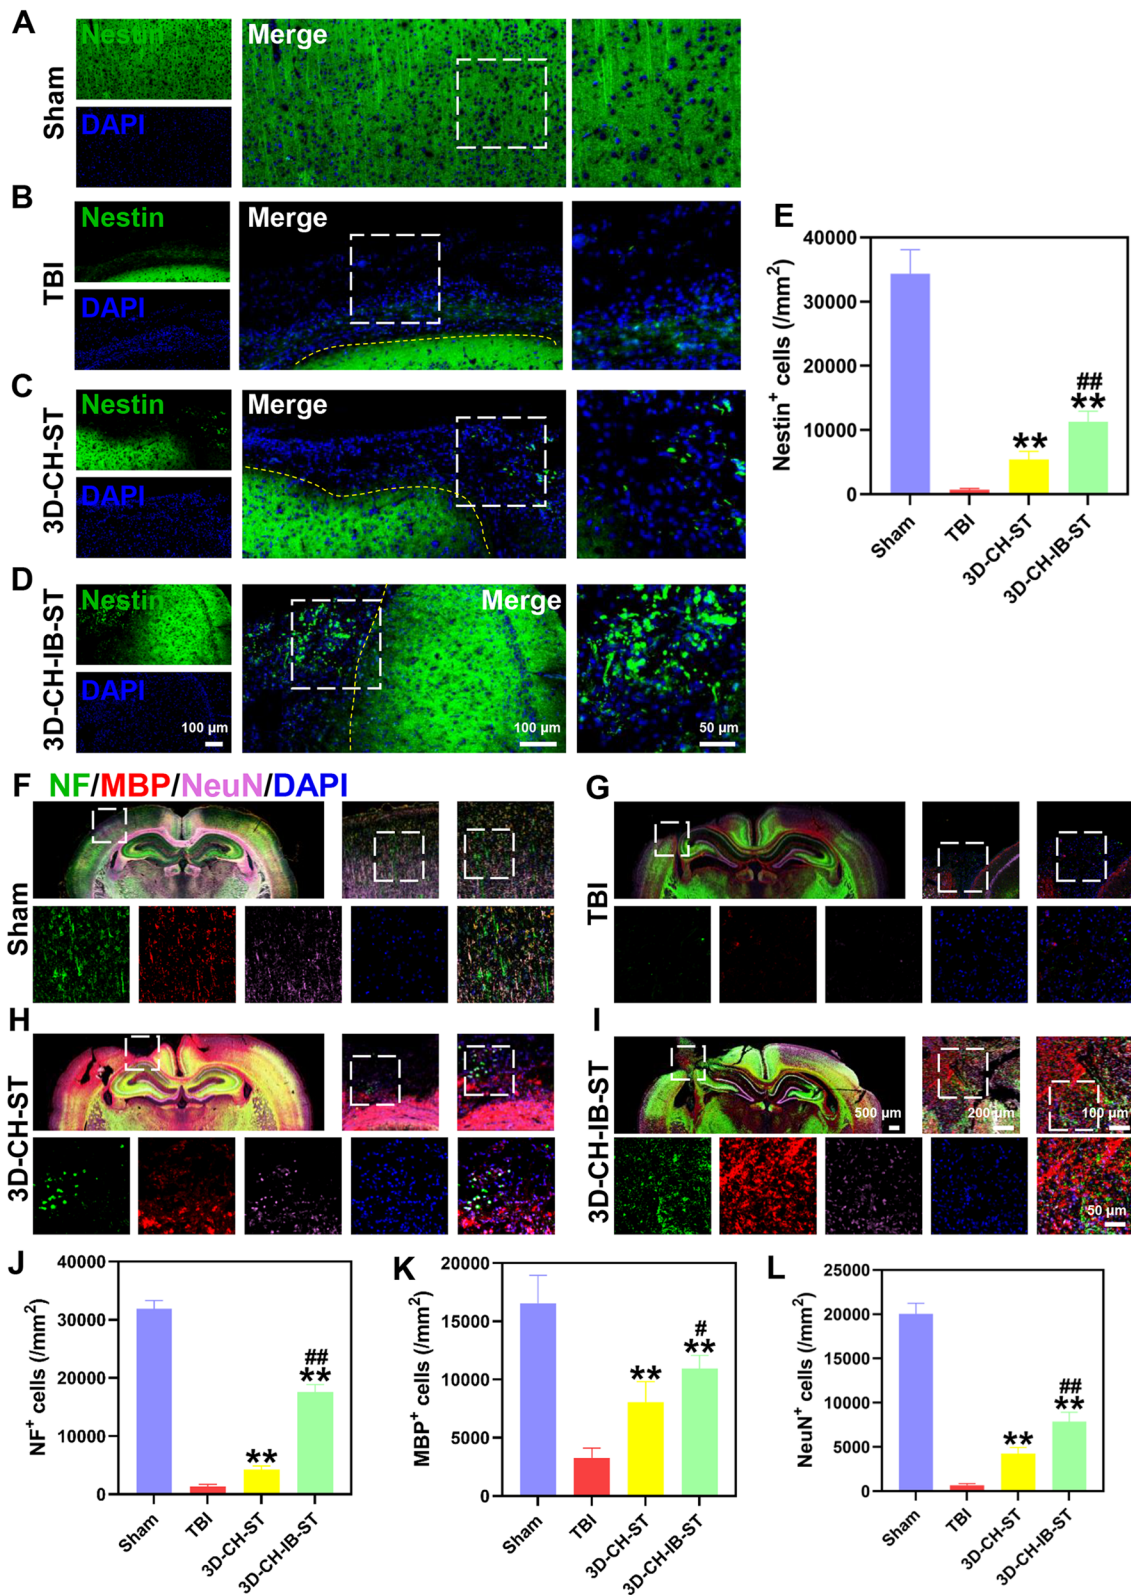 A
Sham
Nestin
DAPI
Merge
B
TBI
Nestin
DAPI
Merge
C
3D-CH-ST
Nestin
DAPI
Merge
D
3D-CH-IB-ST
Nestin
DAPI
100 μm
Merge
100 μm
50 μm
E
Nestin+ cells (/mm2)
40000
30000
20000
10000
0
**
##
**
Sham
TBI
3D-CH-ST
3D-CH-IB-ST
F
NF/MBP/NeuN/DAPI
Sham
G
TBI
H
3D-CH-ST
I
3D-CH-IB-ST
500 μm
200 μm
100 μm
50 μm
J
NF+ cells (/mm2)
40000
30000
20000
10000
0
**
##
**
Sham
TBI
3D-CH-ST
3D-CH-IB-ST
K
MBP+ cells (/mm2)
20000
15000
10000
5000
0
**
#
**
Sham
TBI
3D-CH-ST
3D-CH-IB-ST
L
NeuN+ cells (/mm2)
25000
20000
15000
10000
5000
0
**
##
**
Sham
TBI
3D-CH-ST
3D-CH-IB-ST